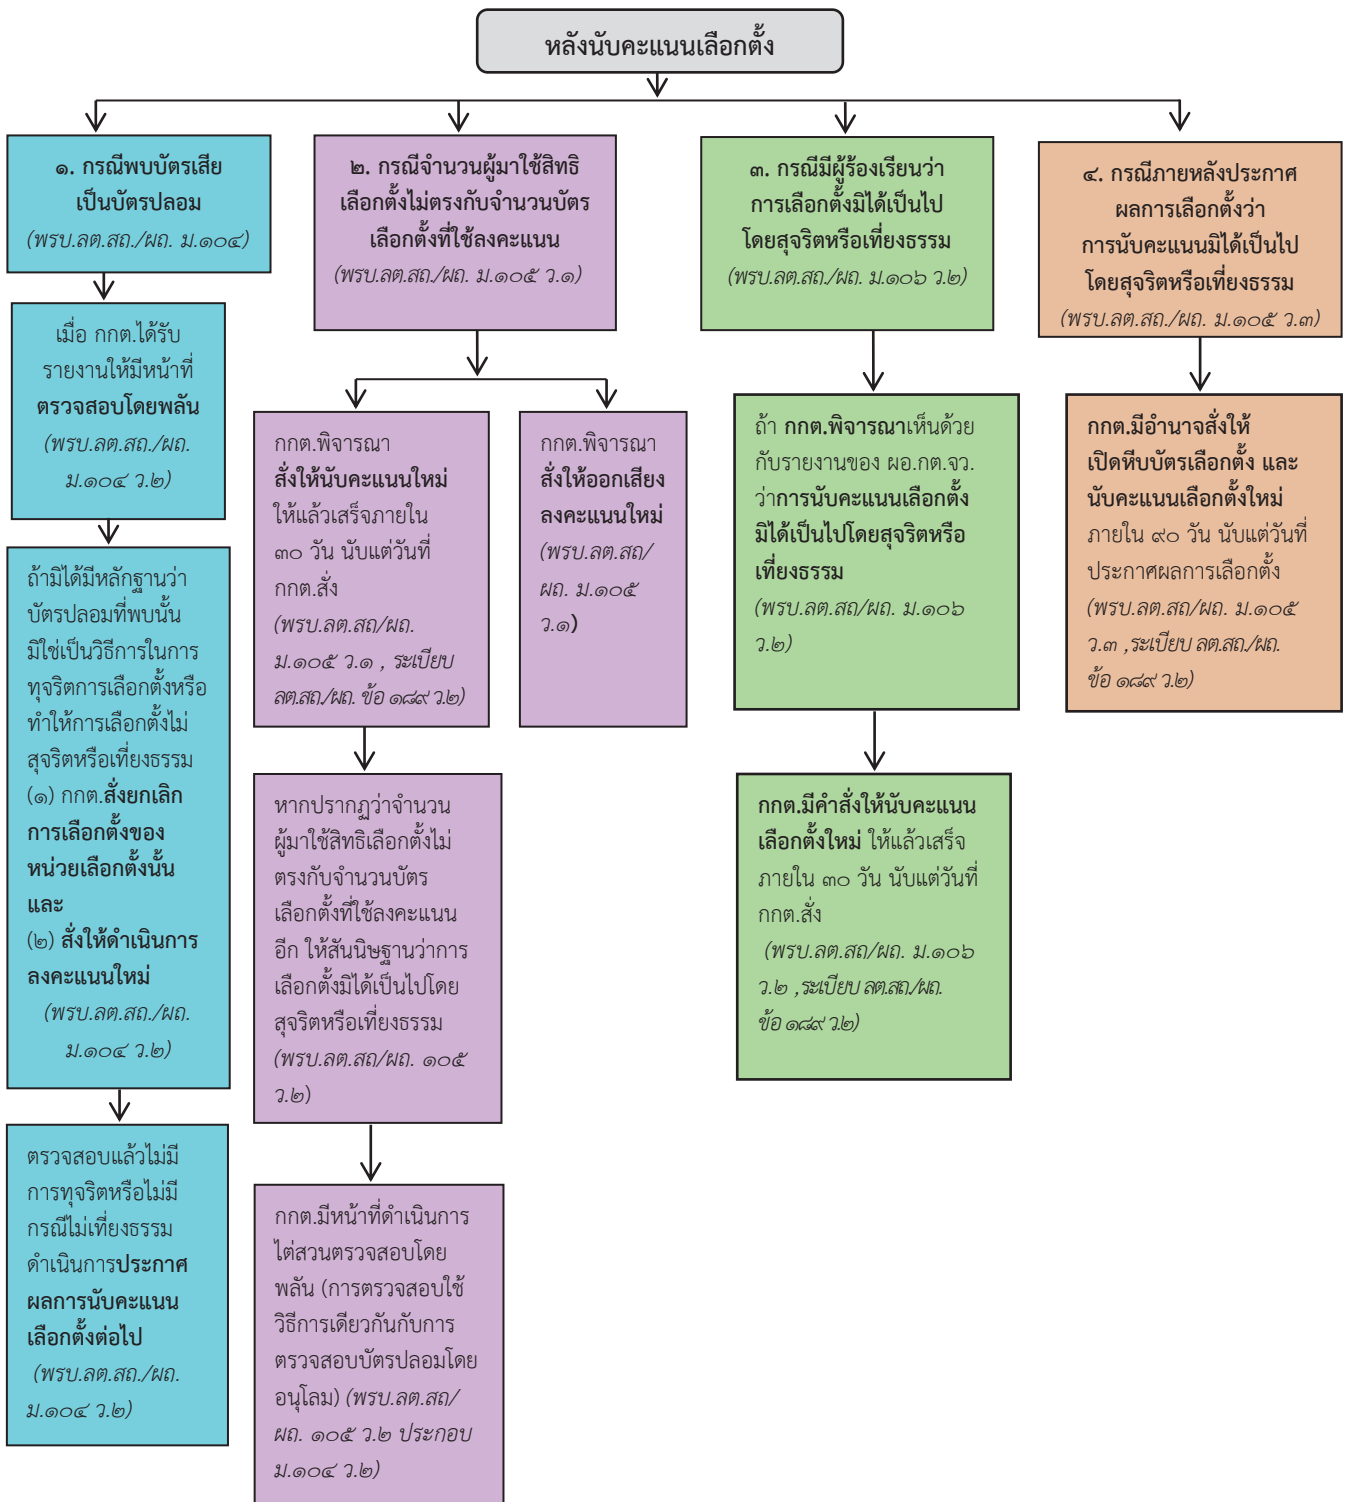 หลังนับคะแนนเลือกตั้ง
๑. กรณีพบบัตรเสีย
เป็นบัตรปลอม
(พรบ.ลต.สถ./ผถ. ม.๑๐๔)
เมื่อ กกต.ได้รับ
รายงานให้มีหน้าที่
ตรวจสอบโดยพลัน
(พรบ.ลต.สถ./ผถ.
ม.๑๐๔ ว.๒)
ถ้ามิได้มีหลักฐานว่า
บัตรปลอมที่พบนั้น
มิใช่เป็นวิธีการในการ
ทุจริตการเลือกตั้งหรือ
ทำให้การเลือกตั้งไม่
สุจริตหรือเที่ยงธรรม
(๑) กกต.สั่งยกเลิก
การเลือกตั้งของ
หน่วยเลือกตั้งนั้น
และ
(๒) สั่งให้ดำเนินการ
ลงคะแนนใหม่
(พรบ.ลต.สถ./ผถ.
ม.๑๐๔ ว.๒)
ตรวจสอบแล้วไม่มี
การทุจริตหรือไม่มี
กรณีไม่เที่ยงธรรม
ดำเนินการประกาศ
ผลการนับคะแนน
เลือกตั้งต่อไป
(พรบ.ลต.สถ./ผถ.
ม.๑๐๔ ว.๒)
๒. กรณีจำนวนผู้มาใช้สิทธิ
เลือกตั้งไม่ตรงกับจำนวนบัตร
เลือกตั้งที่ใช้ลงคะแนน
(พรบ.ลต.สถ./ผถ. ม.๑๐๕ ว.๑)
กกต.พิจารณา
สั่งให้นับคะแนนใหม่
ให้แล้วเสร็จภายใน
๓๐ วัน นับแต่วันที่
กกต.สั่ง
(พรบ.ลต.สถ/ผถ.
ม.๑๐๕ ว.๑ , ระเบียบ
ลต.สถ./ผถ. ข้อ ๑๘๙ ว.๒)
กกต.พิจารณา
สั่งให้ออกเสียง
ลงคะแนนใหม่
(พรบ.ลต.สถ/
ผถ. ม.๑๐๕
ว.๑)
หากปรากฏว่าจำนวน
ผู้มาใช้สิทธิเลือกตั้งไม่
ตรงกับจำนวนบัตร
เลือกตั้งที่ใช้ลงคะแนน
อีก ให้สันนิษฐานว่าการ
เลือกตั้งมิได้เป็นไปโดย
สุจริตหรือเที่ยงธรรม
(พรบ.ลต.สถ/ผถ. ๑๐๕
ว.๒)
กกต.มีหน้าที่ดำเนินการ
ไต่สวนตรวจสอบโดย
พลัน (การตรวจสอบใช้
วิธีการเดียวกันกับการ
ตรวจสอบบัตรปลอมโดย
อนุโลม) (พรบ.ลต.สถ/
ผถ. ๑๐๕ ว.๒ ประกอบ
ม.๑๐๔ ว.๒)
๓. กรณีมีผู้ร้องเรียนว่า
การเลือกตั้งมิได้เป็นไป
โดยสุจริตหรือเที่ยงธรรม
(พรบ.ลต.สถ./ผถ. ม.๑๐๖ ว.๒)
ถ้า กกต.พิจารณาเห็นด้วย
กับรายงานของ ผอ.กต.จว.
ว่าการนับคะแนนเลือกตั้ง
มิได้เป็นไปโดยสุจริตหรือ
เที่ยงธรรม
(พรบ.ลต.สถ/ผถ. ม.๑๐๖
ว.๒)
กกต.มีคำสั่งให้นับคะแนน
เลือกตั้งใหม่ ให้แล้วเสร็จ
ภายใน ๓๐ วัน นับแต่วันที่
กกต.สั่ง
(พรบ.ลต.สถ/ผถ. ม.๑๐๖
ว.๒ ,ระเบียบ ลต.สถ./ผถ.
ข้อ ๑๘๙ ว.๒)
๔. กรณีภายหลังประกาศ
ผลการเลือกตั้งว่า
การนับคะแนนมิได้เป็นไป
โดยสุจริตหรือเที่ยงธรรม
(พรบ.ลต.สถ./ผถ. ม.๑๐๕ ว.๓)
กกต.มีอำนาจสั่งให้
เปิดหีบบัตรเลือกตั้ง และ
นับคะแนนเลือกตั้งใหม่
ภายใน ๙๐ วัน นับแต่วันที่
ประกาศผลการเลือกตั้ง
(พรบ.ลต.สถ/ผถ. ม.๑๐๕
ว.๓ ,ระเบียบ ลต.สถ./ผถ.
ข้อ ๑๘๙ ว.๒)